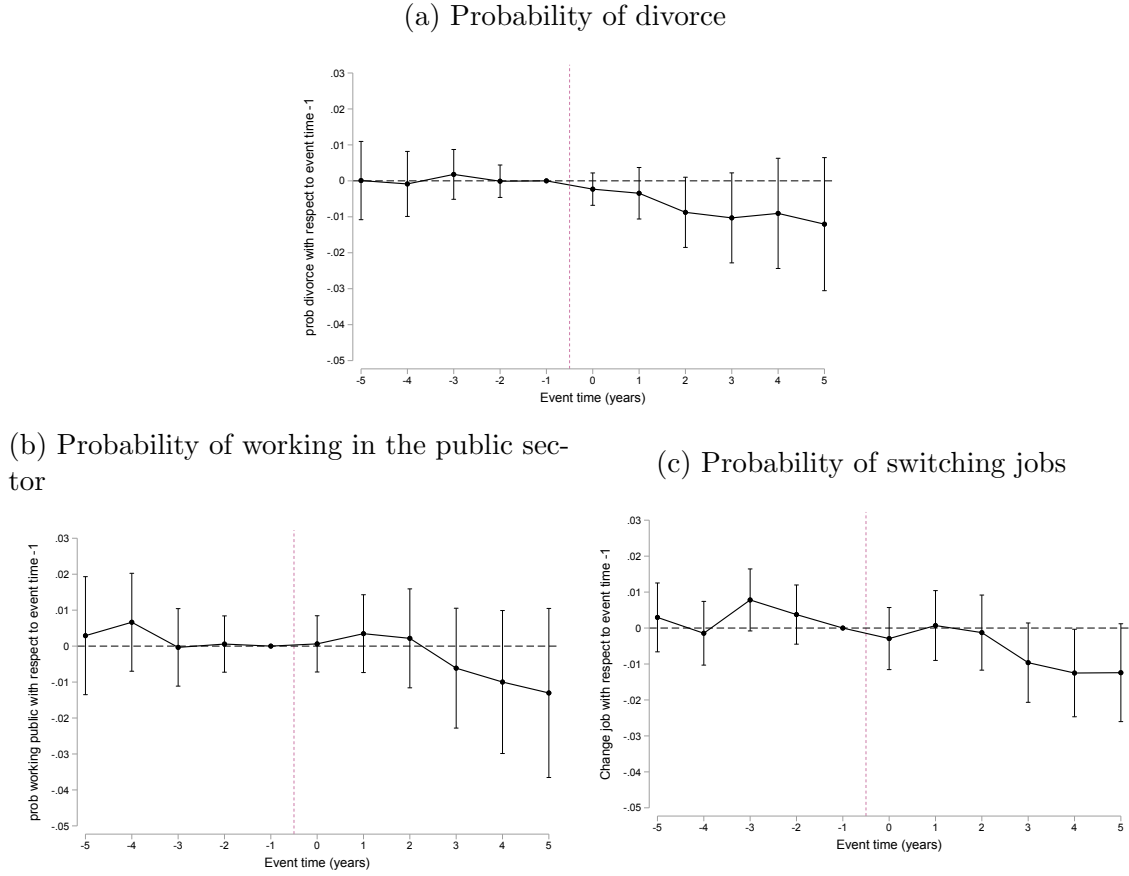 (a) Probability of divorce
prob divorce with respect to event time -1
.03
.02
.01
0
-.01
-.02
-.03
-.04
-.05
-5 -4 -3 -2 -1 0 1 2 3 4 5
Event time (years)
(b) Probability of working in the public sec-
tor
prob working public with respect to event time -1
.03
.02
.01
0
-.01
-.02
-.03
-.04
-.05
-5 -4 -3 -2 -1 0 1 2 3 4 5
Event time (years)
(c) Probability of switching jobs
Change job with respect to event time -1
.03
.02
.01
0
-.01
-.02
-.03
-.04
-.05
-5 -4 -3 -2 -1 0 1 2 3 4 5
Event time (years)